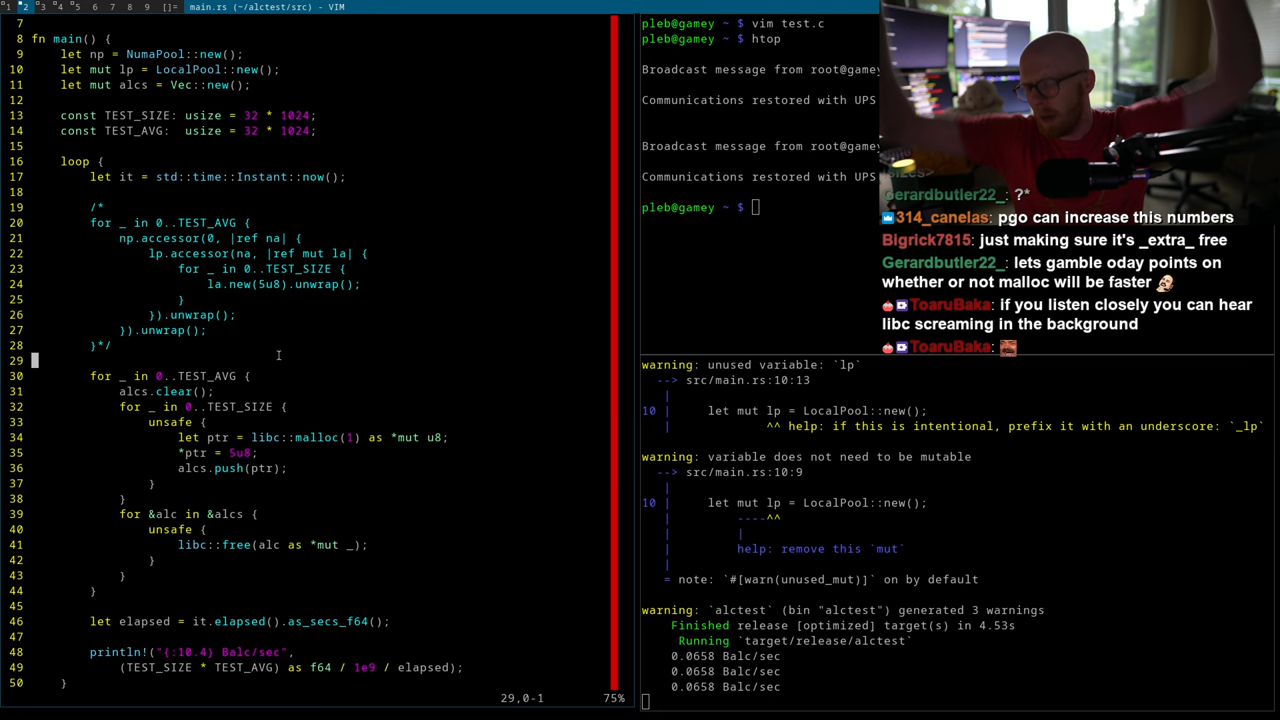 1 2 3 4 5 6 7 8 9 []= main.rs (~/alctest/src) - VIM
7
8 fn main() {
9     let np = NumaPool::new();
10     let mut lp = LocalPool::new();
11     let mut alcs = Vec::new();
12
13     const TEST_SIZE: usize = 32 * 1024;
14     const TEST_AVG:  usize = 32 * 1024;
15
16     loop {
17         let it = std::time::Instant::now();
18
19         /*
20         for _ in 0..TEST_AVG {
21             np.accessor(0, |ref na| {
22                 lp.accessor(na, |ref mut la| {
23                     for _ in 0..TEST_SIZE {
24                         la.new(5u8).unwrap();
25                     }
26                 }).unwrap();
27             }).unwrap();
28         }*/
29
30         for _ in 0..TEST_AVG {
31             alcs.clear();
32             for _ in 0..TEST_SIZE {
33                 unsafe {
34                     let ptr = libc::malloc(1) as *mut u8;
35                     *ptr = 5u8;
36                     alcs.push(ptr);
37                 }
38             }
39             for &alc in &alcs {
40                 unsafe {
41                     libc::free(alc as *mut _);
42                 }
43             }
44         }
45
46         let elapsed = it.elapsed().as_secs_f64();
47
48         println!("{:10.4} Balc/sec",
49             (TEST_SIZE * TEST_AVG) as f64 / 1e9 / elapsed);
50     }
29,0-1 75%
pleb@gamey ~ $ vim test.c
pleb@gamey ~ $ htop
Broadcast message from root@gamey
Communications restored with UPS
Broadcast message from root@gamey
Communications restored with UPS
pleb@gamey ~ $
Gerardbutler22_: ?*
314_canelas: pgo can increase this numbers
Bigrick7815: just making sure it's _extra_ free
Gerardbutler22_: lets gamble oday points on
whether or not malloc will be faster
ToaruBaka: if you listen closely you can hear
libc screaming in the background
ToaruBaka:
warning: unused variable: `lp`
  --> src/main.rs:10:13
   |
10 |     let mut lp = LocalPool::new();
   |             ^^ help: if this is intentional, prefix it with an underscore: `_lp`
warning: variable does not need to be mutable
  --> src/main.rs:10:9
   |
10 |     let mut lp = LocalPool::new();
   |         ----^^
   |         |
   |         help: remove this `mut`
   |
   = note: `#[warn(unused_mut)]` on by default
warning: `alctest` (bin "alctest") generated 3 warnings
    Finished release [optimized] target(s) in 4.53s
     Running `target/release/alctest`
    0.0658 Balc/sec
    0.0658 Balc/sec
    0.0658 Balc/sec